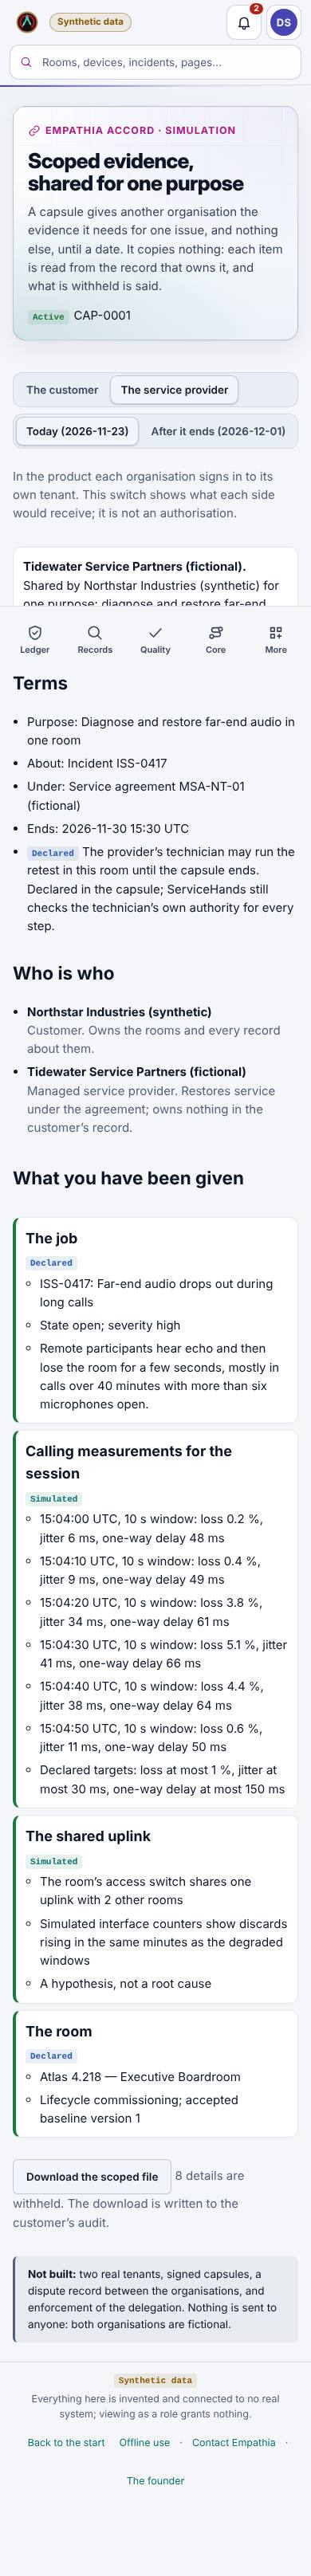 Synthetic data
2
DS
Rooms, devices, incidents, pages...
EMPATHIA ACCORD · SIMULATION
Scoped evidence,
shared for one purpose
A capsule gives another organisation the
evidence it needs for one issue, and nothing
else, until a date. It copies nothing: each item
is read from the record that owns it, and
what is withheld is said.
Active CAP-0001
The customer The service provider
Today (2026-11-23) After it ends (2026-12-01)
In the product each organisation signs in to its
own tenant. This switch shows what each side
would receive; it is not an authorisation.
Tidewater Service Partners (fictional).
Shared by Northstar Industries (synthetic) for
one purpose: diagnose and restore far-end
Ledger Records Quality Core More
Terms
• Purpose: Diagnose and restore far-end audio in
one room
• About: Incident ISS-0417
• Under: Service agreement MSA-NT-01
(fictional)
• Ends: 2026-11-30 15:30 UTC
• Declared The provider's technician may run the
retest in this room until the capsule ends.
Declared in the capsule; ServiceHands still
checks the technician's own authority for every
step.
Who is who
• Northstar Industries (synthetic)
Customer. Owns the rooms and every record
about them.
• Tidewater Service Partners (fictional)
Managed service provider. Restores service
under the agreement; owns nothing in the
customer's record.
What you have been given
The job
Declared
◦ ISS-0417: Far-end audio drops out during
long calls
◦ State open; severity high
◦ Remote participants hear echo and then
lose the room for a few seconds, mostly in
calls over 40 minutes with more than six
microphones open.
Calling measurements for the
session
Simulated
◦ 15:04:00 UTC, 10 s window: loss 0.2 %,
jitter 6 ms, one-way delay 48 ms
◦ 15:04:10 UTC, 10 s window: loss 0.4 %,
jitter 9 ms, one-way delay 49 ms
◦ 15:04:20 UTC, 10 s window: loss 3.8 %,
jitter 34 ms, one-way delay 61 ms
◦ 15:04:30 UTC, 10 s window: loss 5.1 %, jitter
41 ms, one-way delay 66 ms
◦ 15:04:40 UTC, 10 s window: loss 4.4 %,
jitter 38 ms, one-way delay 64 ms
◦ 15:04:50 UTC, 10 s window: loss 0.6 %,
jitter 11 ms, one-way delay 50 ms
◦ Declared targets: loss at most 1 %, jitter at
most 30 ms, one-way delay at most 150 ms
The shared uplink
Simulated
◦ The room's access switch shares one
uplink with 2 other rooms
◦ Simulated interface counters show discards
rising in the same minutes as the degraded
windows
◦ A hypothesis, not a root cause
The room
Declared
◦ Atlas 4.218 — Executive Boardroom
◦ Lifecycle commissioning; accepted
baseline version 1
Download the scoped file 8 details are
withheld. The download is written to the
customer's audit.
Not built: two real tenants, signed capsules, a
dispute record between the organisations, and
enforcement of the delegation. Nothing is sent to
anyone: both organisations are fictional.
Synthetic data
Everything here is invented and connected to no real
system; viewing as a role grants nothing.
Back to the start Offline use · Contact Empathia ·
The founder